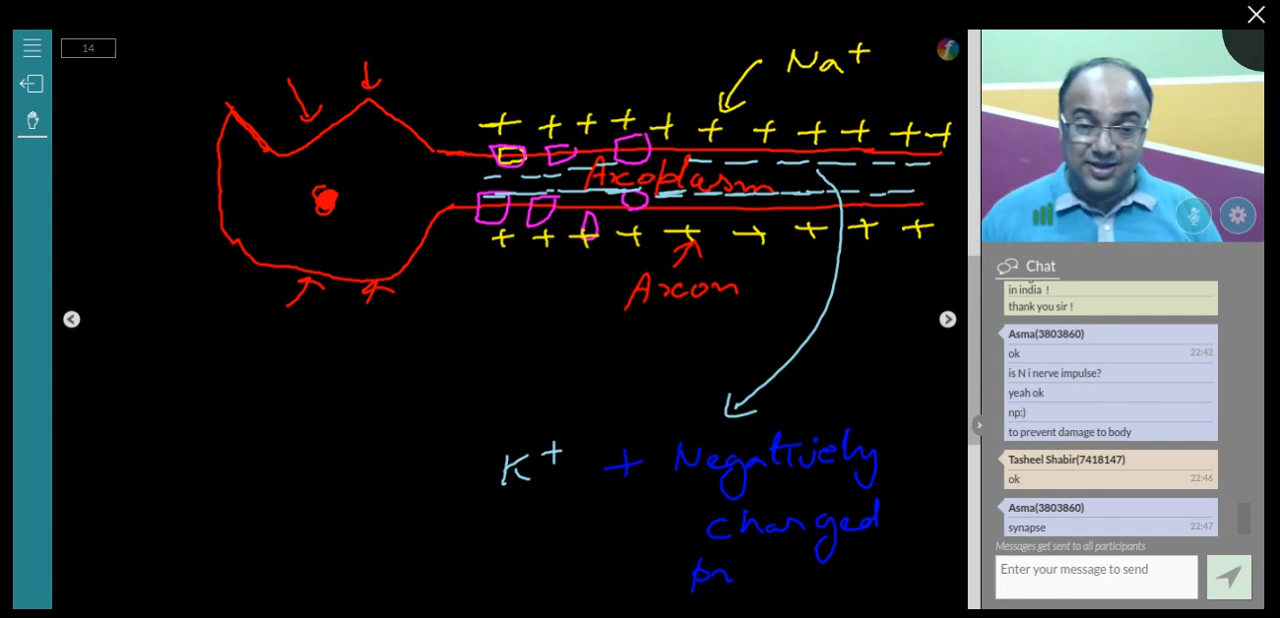 14
Na+
Axoplasm
Axon
K+ + Negatively
charged
pr
Chat
in india !
thank you sir !
Asma(3803860)
ok 22:42
is N i nerve impulse?
yeah ok
np:)
to prevent damage to body
Tasheel Shabir(7418147)
ok 22:46
Asma(3803860)
synapse 22:47
Messages get sent to all participants
Enter your message to send